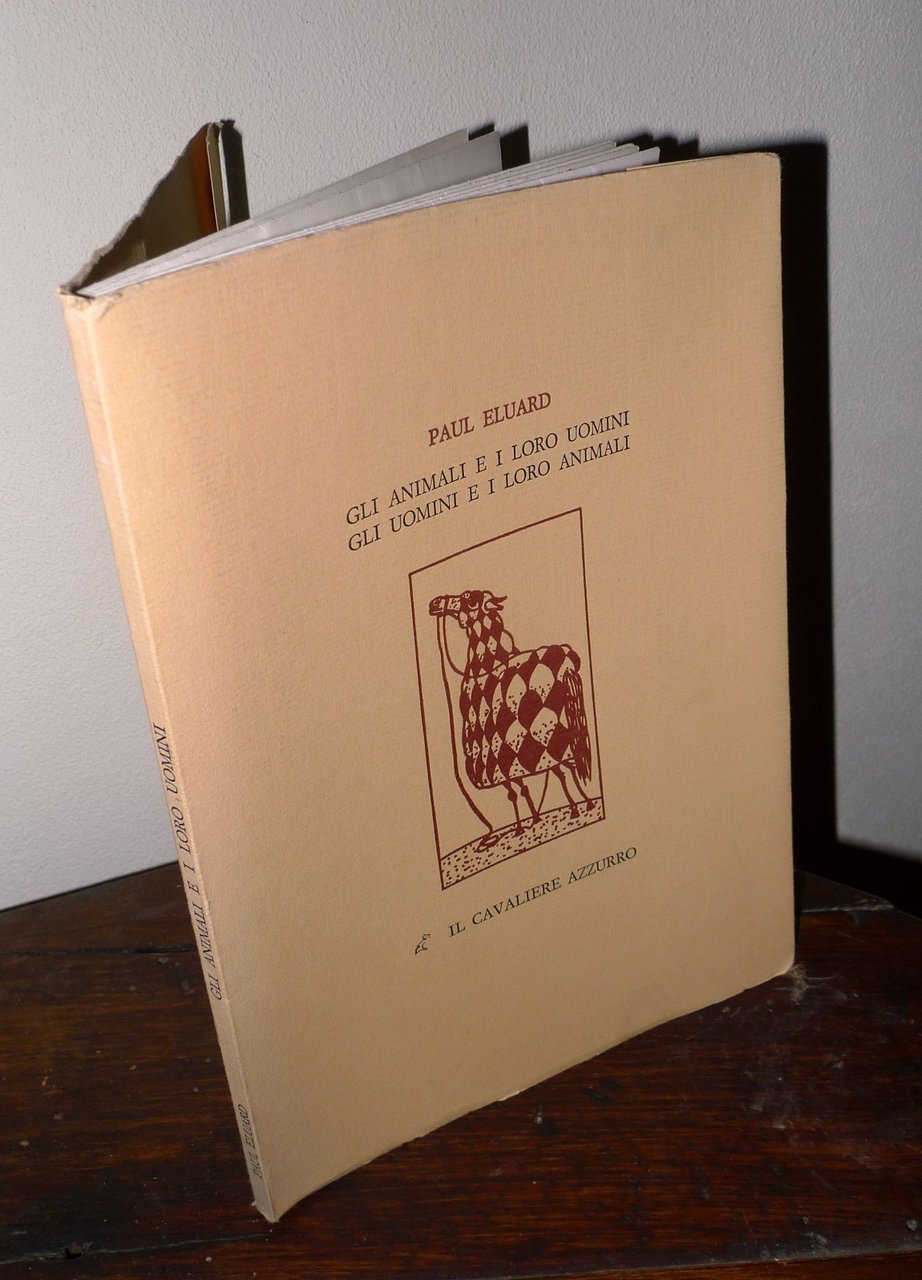 PAUL ELUARD
GLI ANIMALI E I LORO UOMINI
GLI UOMINI E I LORO ANIMALI
IL CAVALIERE AZZURRO
PAUL ELUARD
GLI ANIMALI E I LORO UOMINI